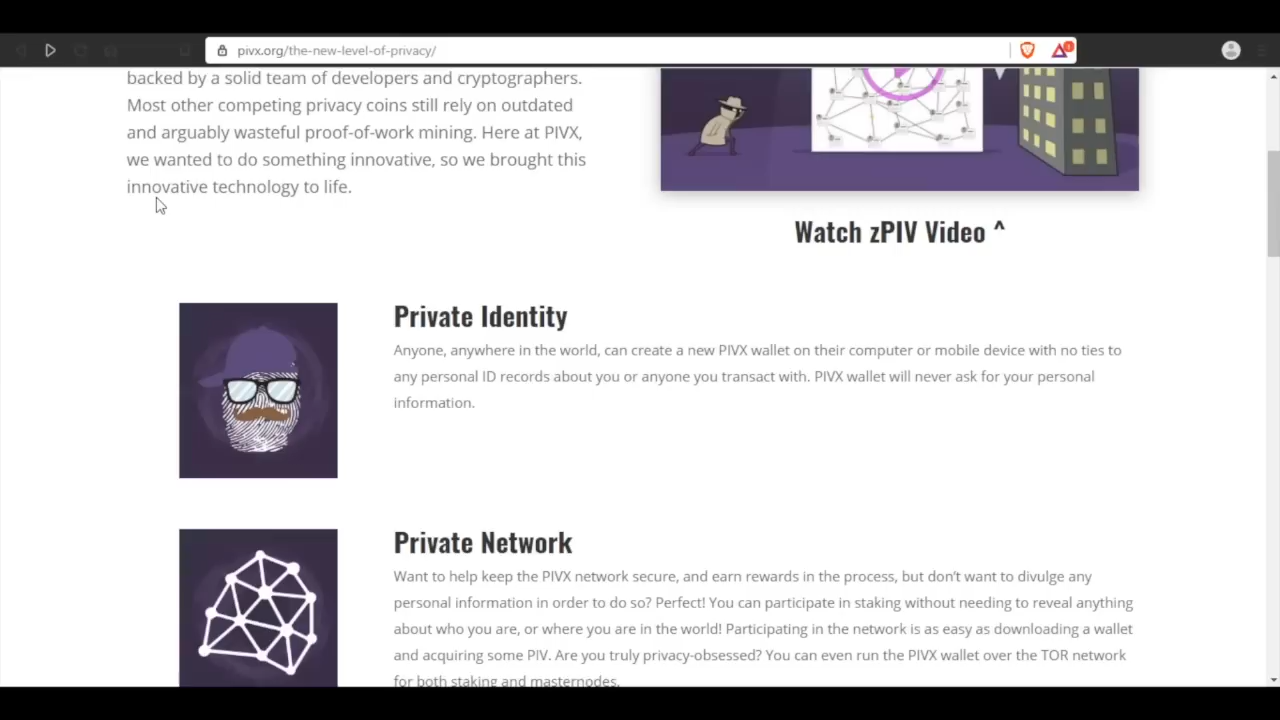 pivx.org/the-new-level-of-privacy/
1
backed by a solid team of developers and cryptographers.
Most other competing privacy coins still rely on outdated
and arguably wasteful proof-of-work mining. Here at PIVX,
we wanted to do something innovative, so we brought this
innovative technology to life.
Watch zPIV Video ^
Private Identity
Anyone, anywhere in the world, can create a new PIVX wallet on their computer or mobile device with no ties to
any personal ID records about you or anyone you transact with. PIVX wallet will never ask for your personal
information.
Private Network
Want to help keep the PIVX network secure, and earn rewards in the process, but don’t want to divulge any
personal information in order to do so? Perfect! You can participate in staking without needing to reveal anything
about who you are, or where you are in the world! Participating in the network is as easy as downloading a wallet
and acquiring some PIV. Are you truly privacy-obsessed? You can even run the PIVX wallet over the TOR network
for both staking and masternodes.